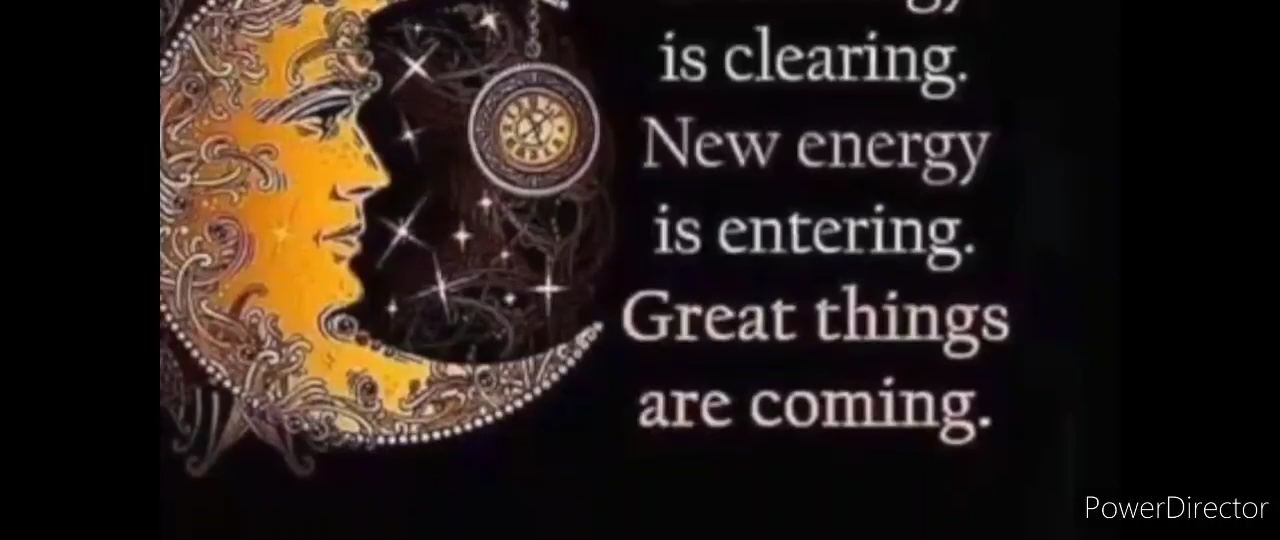 is clearing.
New energy
is entering.
Great things
are coming.
PowerDirector